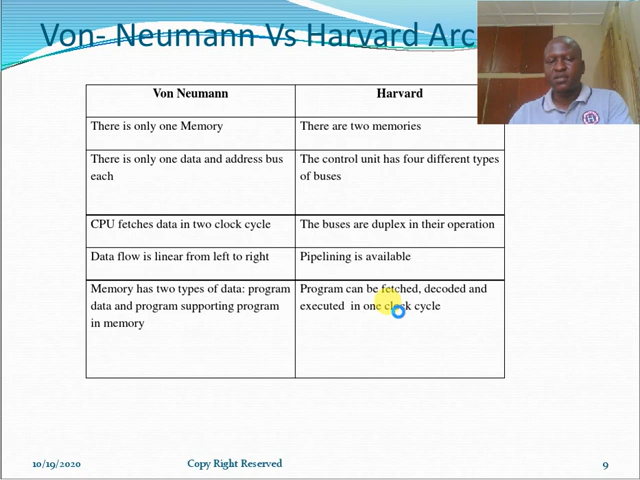 Von- Neumann Vs Harvard Arc
Von Neumann
Harvard
There is only one Memory
There are two memories
There is only one data and address bus
each
The control unit has four different types
of buses
CPU fetches data in two clock cycle
The buses are duplex in their operation
Data flow is linear from left to right
Pipelining is available
Memory has two types of data: program
data and program supporting program
in memory
Program can be fetched, decoded and
executed in one clock cycle
10/19/2020
Copy Right Reserved
9